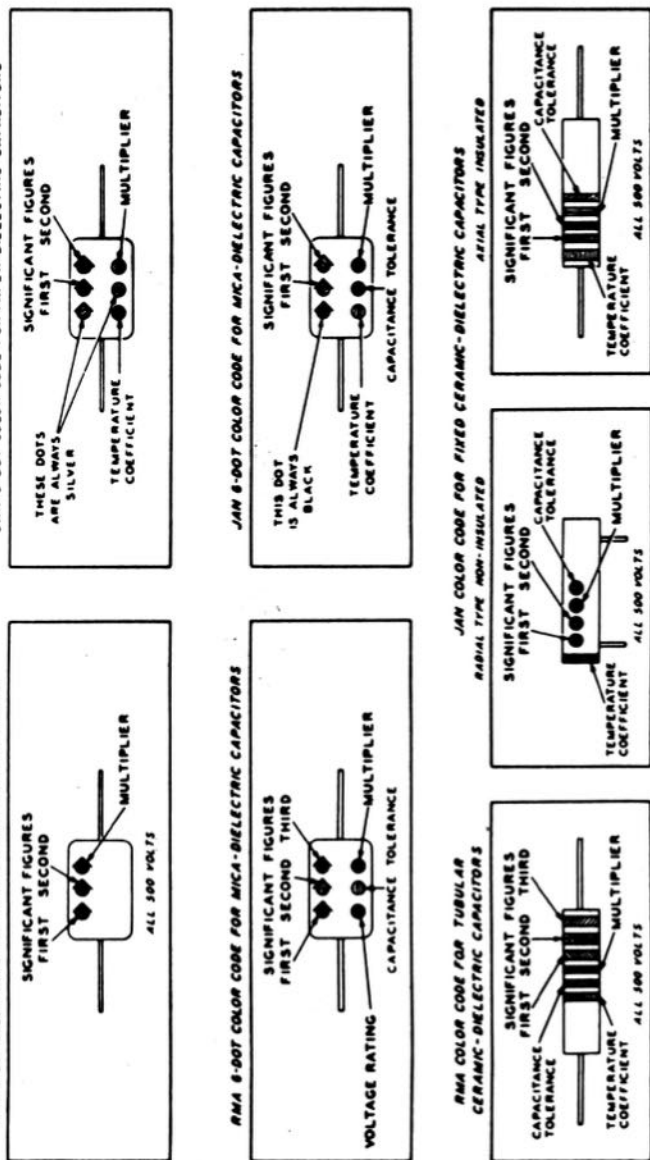 SIGNIFICANT FIGURES
FIRST SECOND
MULTIPLIER
ALL 500 VOLTS
SIGNIFICANT FIGURES
FIRST SECOND
THESE DOTS
ARE ALWAYS
SILVER
TEMPERATURE
COEFFICIENT
MULTIPLIER
RMA 6-DOT COLOR CODE FOR MICA-DIELECTRIC CAPACITORS
SIGNIFICANT FIGURES
FIRST SECOND THIRD
VOLTAGE RATING
MULTIPLIER
CAPACITANCE TOLERANCE
JAN 6-DOT COLOR CODE FOR MICA-DIELECTRIC CAPACITORS
SIGNIFICANT FIGURES
FIRST SECOND
THIS DOT
IS ALWAYS
BLACK
TEMPERATURE
COEFFICIENT
MULTIPLIER
CAPACITANCE TOLERANCE
RMA COLOR CODE FOR TUBULAR
CERAMIC-DIELECTRIC CAPACITORS
SIGNIFICANT FIGURES
FIRST SECOND THIRD
CAPACITANCE
TOLERANCE
TEMPERATURE
COEFFICIENT
MULTIPLIER
ALL 500 VOLTS
JAN COLOR CODE FOR FIXED CERAMIC-DIELECTRIC CAPACITORS
RADIAL TYPE NON-INSULATED
SIGNIFICANT FIGURES
FIRST SECOND
CAPACITANCE
TOLERANCE
MULTIPLIER
TEMPERATURE
COEFFICIENT
ALL 500 VOLTS
AXIAL TYPE INSULATED
SIGNIFICANT FIGURES
FIRST SECOND
CAPACITANCE
TOLERANCE
MULTIPLIER
TEMPERATURE
COEFFICIENT
ALL 500 VOLTS